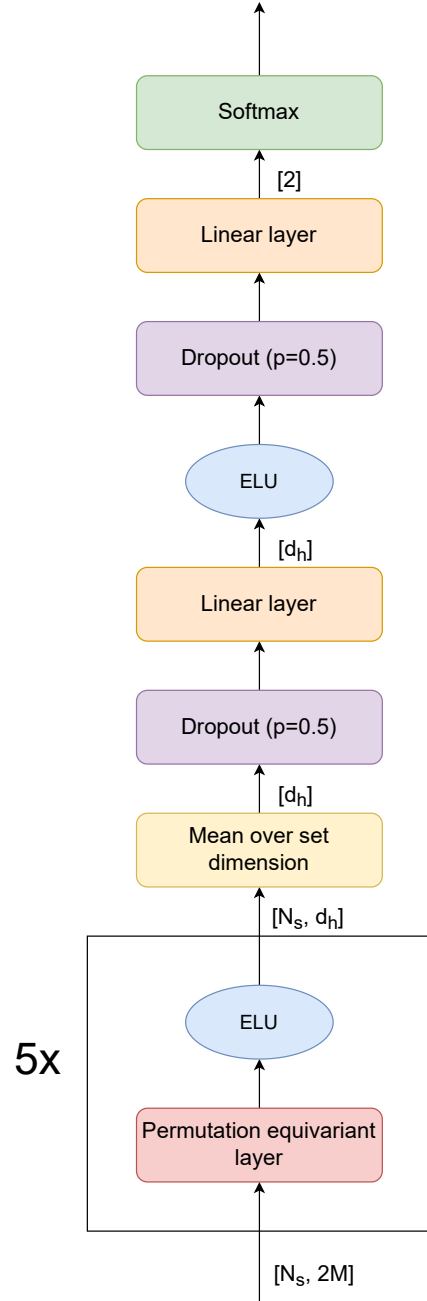 Softmax
[2]
Linear layer
Dropout (p=0.5)
ELU
[dₕ]
Linear layer
Dropout (p=0.5)
[dₕ]
Mean over set
dimension
[Nₛ, dₕ]
ELU
5x
Permutation equivariant
layer
[Nₛ, 2M]